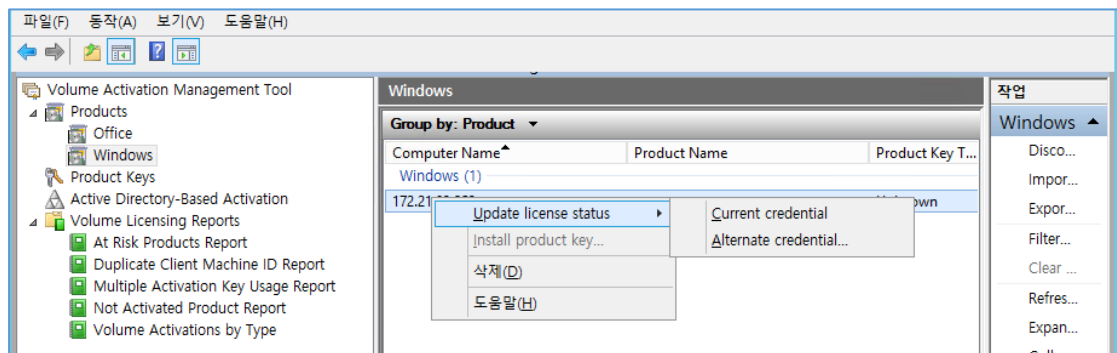 파일(F) 동작(A) 보기(V) 도움말(H)
Volume Activation Management Tool
Products
Office
Windows
Product Keys
Active Directory-Based Activation
Volume Licensing Reports
At Risk Products Report
Duplicate Client Machine ID Report
Multiple Activation Key Usage Report
Not Activated Product Report
Volume Activations by Type
Windows
Group by: Product
Computer Name Product Name Product Key T...
Windows (1)
172.21
Update license status
Install product key...
삭제(D)
도움말(H)
Current credential
Alternate credential...
작업
Windows
Disco...
Impor...
Expor...
Filter...
Clear ...
Refres...
Expan...